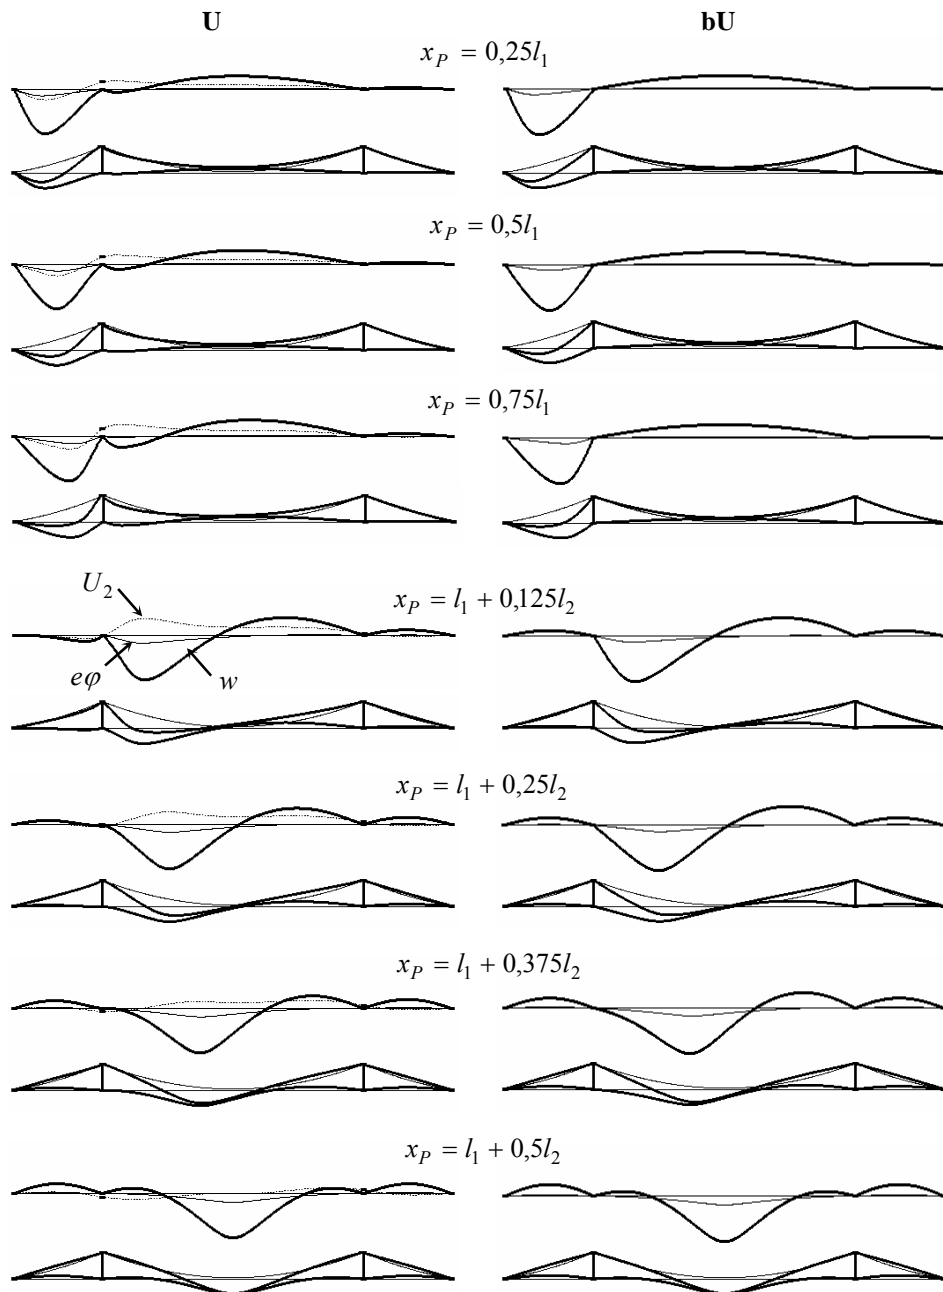 U bU
x_P = 0,25l_1
x_P = 0,5l_1
x_P = 0,75l_1
U_2
x_P = l_1 + 0,125l_2
eφ w
x_P = l_1 + 0,25l_2
x_P = l_1 + 0,375l_2
x_P = l_1 + 0,5l_2